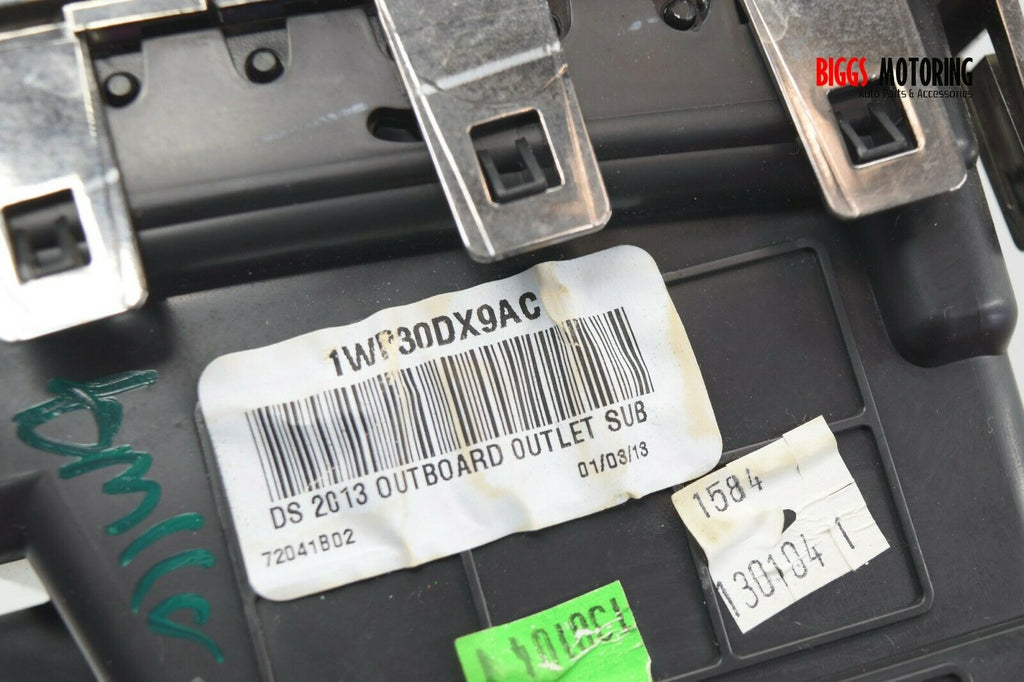 BIGGS MOTORING
Auto Parts & Accessories
1WP30DX9AC
DS 2013 OUTBOARD OUTLET SUB
01/03/13
72041B02
1584
130104 1